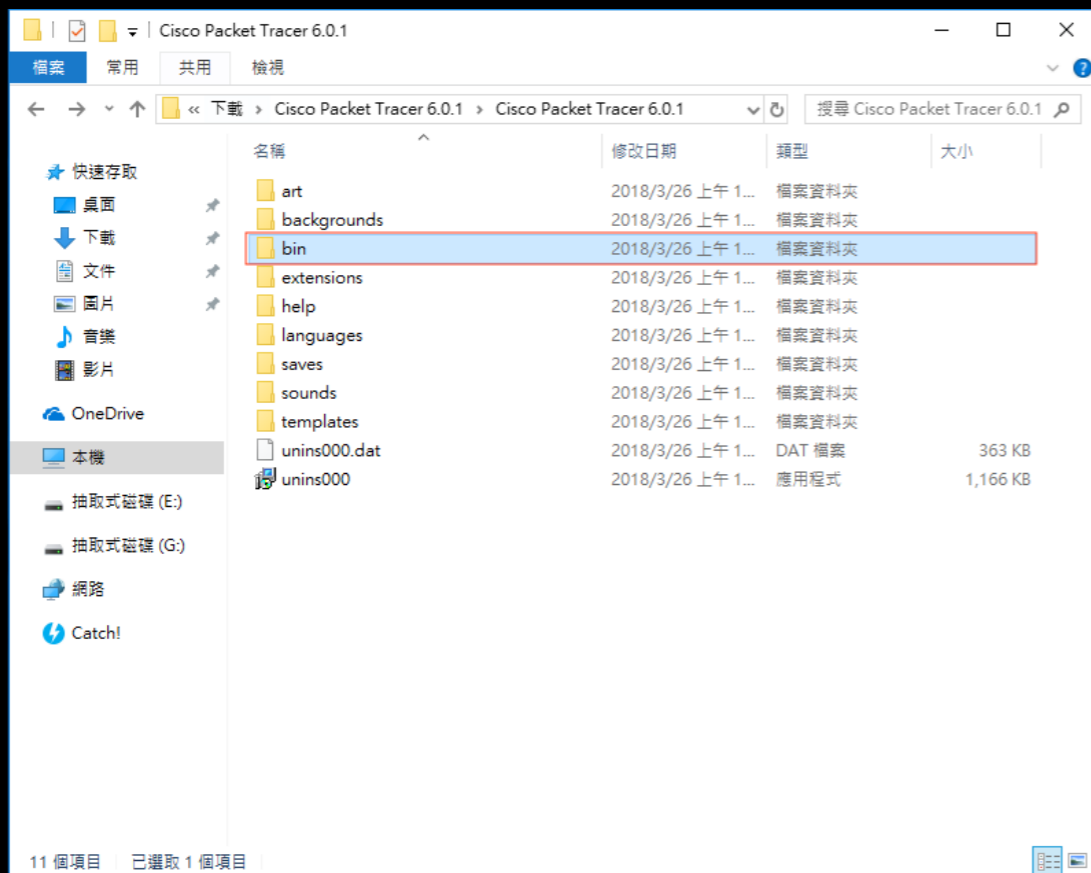 Cisco Packet Tracer 6.0.1
檔案 常用 共用 檢視
« 下載 › Cisco Packet Tracer 6.0.1 › Cisco Packet Tracer 6.0.1 搜尋 Cisco Packet Tracer 6.0.1
名稱 修改日期 類型 大小
快速存取
桌面
下載
文件
圖片
音樂
影片
OneDrive
本機
抽取式磁碟 (E:)
抽取式磁碟 (G:)
網路
Catch!
art 2018/3/26 上午 1... 檔案資料夾
backgrounds 2018/3/26 上午 1... 檔案資料夾
bin 2018/3/26 上午 1... 檔案資料夾
extensions 2018/3/26 上午 1... 檔案資料夾
help 2018/3/26 上午 1... 檔案資料夾
languages 2018/3/26 上午 1... 檔案資料夾
saves 2018/3/26 上午 1... 檔案資料夾
sounds 2018/3/26 上午 1... 檔案資料夾
templates 2018/3/26 上午 1... 檔案資料夾
unins000.dat 2018/3/26 上午 1... DAT 檔案 363 KB
unins000 2018/3/26 上午 1... 應用程式 1,166 KB
11 個項目 已選取 1 個項目